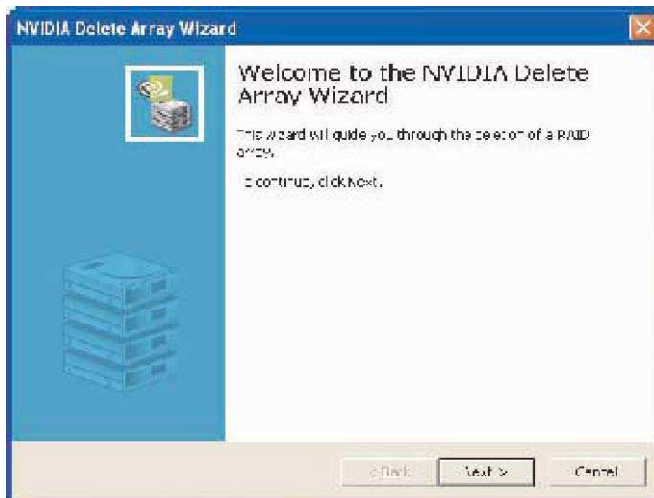 NVIDIA Delete Array Wizard
Welcome to the NVIDIA Delete
Array Wizard
This wizard will guide you through the deletion of a RAID
array.
To continue, click Next.
< Back
Next >
Cancel